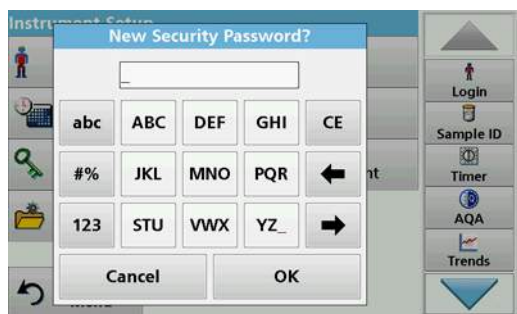 New Security Password?
_
abc ABC DEF GHI CE
#% JKL MNO PQR
123 STU VWX YZ_
Cancel OK
Login
Sample ID
Timer
AQA
Trends